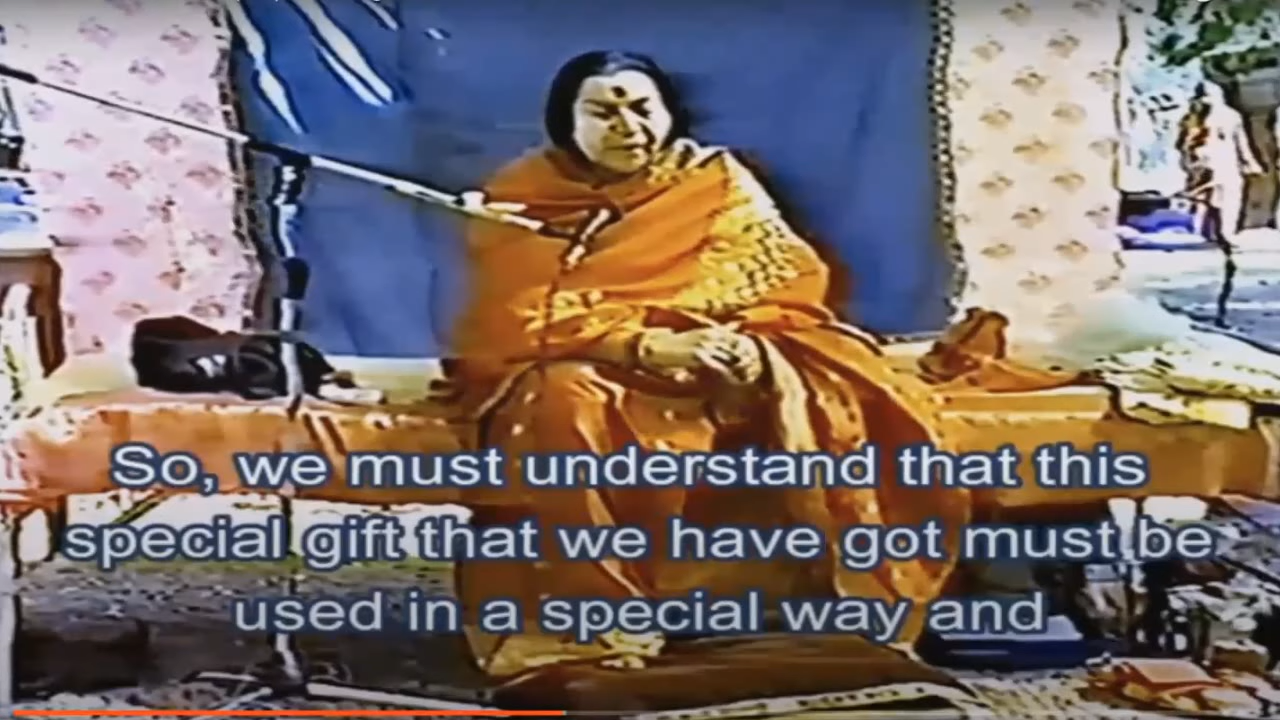 So, we must understand that this
special gift that we have got must be
used in a special way and